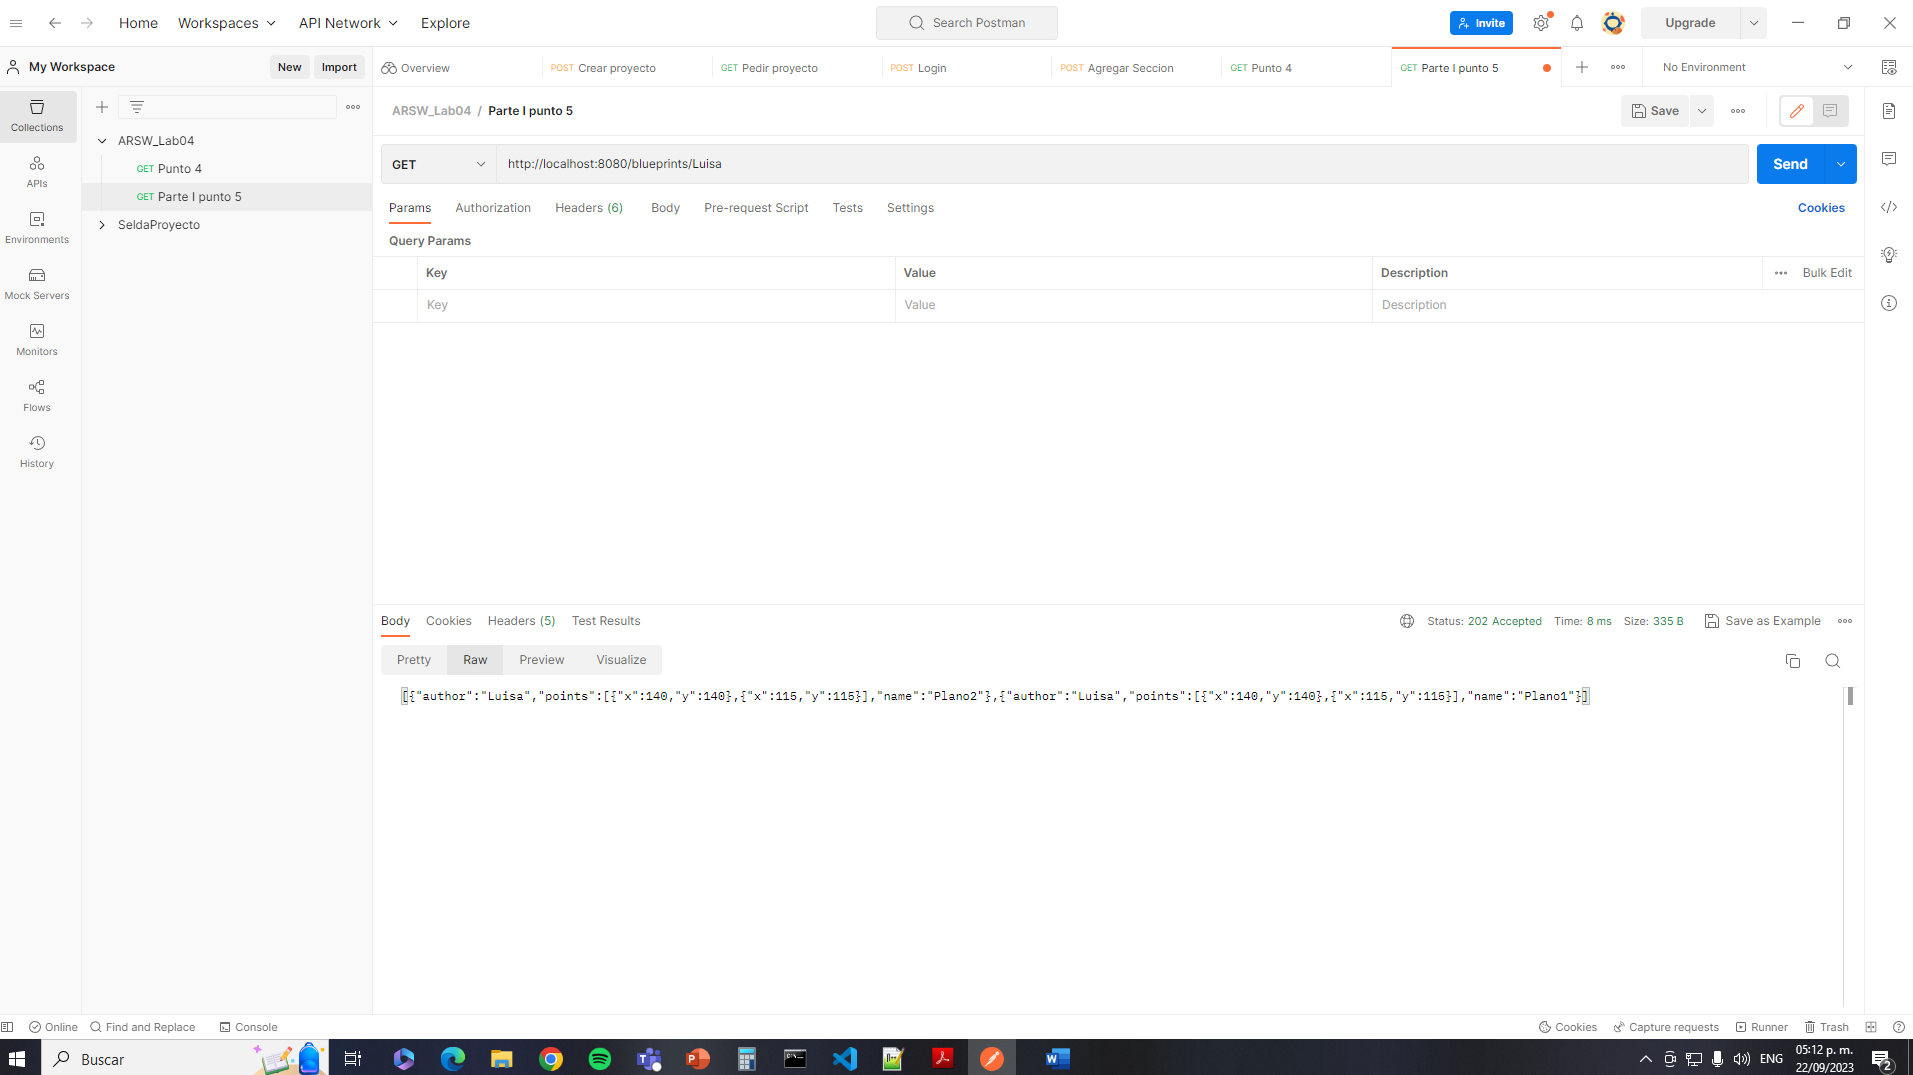 Home Workspaces API Network Explore Search Postman Invite Upgrade
My Workspace New Import Overview POST Crear proyecto GET Pedir proyecto POST Login POST Agregar Seccion GET Punto 4 GET Parte I punto 5 No Environment
Collections
APIs
Environments
Mock Servers
Monitors
Flows
History
ARSW_Lab04
GET Punto 4
GET Parte I punto 5
SeldaProyecto
ARSW_Lab04 / Parte I punto 5 Save
GET http://localhost:8080/blueprints/Luisa Send
Params Authorization Headers (6) Body Pre-request Script Tests Settings Cookies
Query Params
Key Value Description Bulk Edit
Key Value Description
Body Cookies Headers (5) Test Results Status: 202 Accepted Time: 8 ms Size: 335 B Save as Example
Pretty Raw Preview Visualize
[{"author":"Luisa","points":[{"x":140,"y":140},{"x":115,"y":115}],"name":"Plano2"},{"author":"Luisa","points":[{"x":140,"y":140},{"x":115,"y":115}],"name":"Plano1"}]
Online Find and Replace Console Cookies Capture requests Runner Trash
Buscar ENG 05:12 p. m.
22/09/2023 2